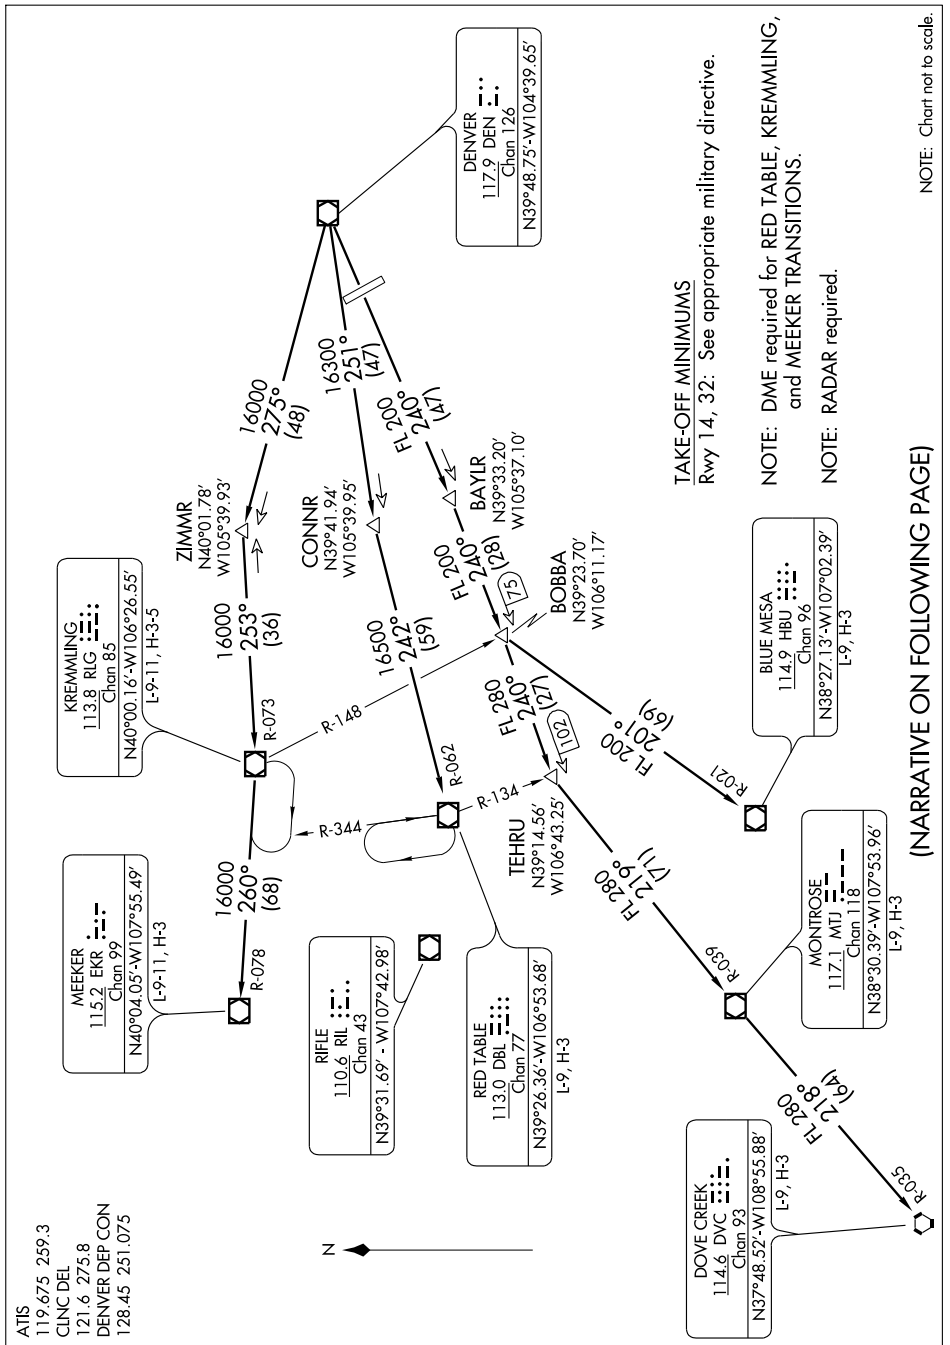 ATIS
119.675 259.3
CLNC DEL
121.6 275.8
DENVER DEP CON
128.45 251.075
N
MEEKER
115.2 EKR
Chan 99
N40°04.05'-W107°55.49'
L-9-11, H-3
KREMMLING
113.8 RLG
Chan 85
N40°00.16'-W106°26.55'
L-9-11, H-3-5
ZIMMR
N40°01.78'
W105°39.93'
16000
275°
(48)
16000
253°
(36)
R-073
16000
260°
(68)
R-078
DENVER
117.9 DEN
Chan 126
N39°48.75'-W104°39.65'
CONNR
N39°41.94'
W105°39.95'
16300
251°
(47)
16500
242°
(59)
R-062
R-344
R-148
R-134
RIFLE
110.6 RIL
Chan 43
N39°31.69' - W107°42.98'
RED TABLE
113.0 DBL
Chan 77
N39°26.36'-W106°53.68'
L-9, H-3
FL 200
240°
(47)
BAYLR
N39°33.20'
W105°37.10'
FL 200
240°
(28)
75
BOBBA
N39°23.70'
W106°11.17'
FL 280
240°
(27)
102
TEHRU
N39°14.56'
W106°43.25'
FL 200
201°
(69)
R-021
BLUE MESA
114.9 HBU
Chan 96
N38°27.13'-W107°02.39'
L-9, H-3
FL 280
219°
(71)
R-039
MONTROSE
117.1 MTJ
Chan 118
N38°30.39'-W107°53.96'
L-9, H-3
FL 280
218°
(64)
R-035
DOVE CREEK
114.6 DVC
Chan 93
N37°48.52'-W108°55.88'
L-9, H-3
TAKE-OFF MINIMUMS
Rwy 14, 32: See appropriate military directive.
NOTE: DME required for RED TABLE, KREMMLING,
and MEEKER TRANSITIONS.
NOTE: RADAR required.
(NARRATIVE ON FOLLOWING PAGE)
NOTE: Chart not to scale.